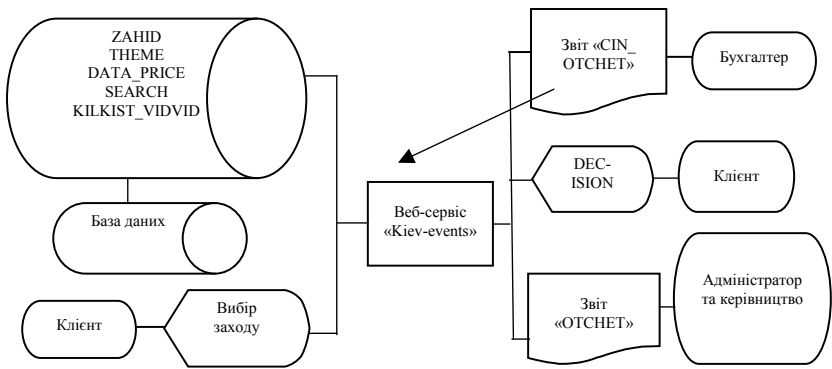 ZAHID
THEME
DATA_PRICE
SEARCH
KILKIST_VIDVID
База даних
Клієнт
Вибір
заходу
Веб-сервіс
«Kiev-events»
Звіт «CIN_
OTCHET»
Бухгалтер
DEC-
ISION
Клієнт
Звіт
«OTCHET»
Адміністратор
та керівництво